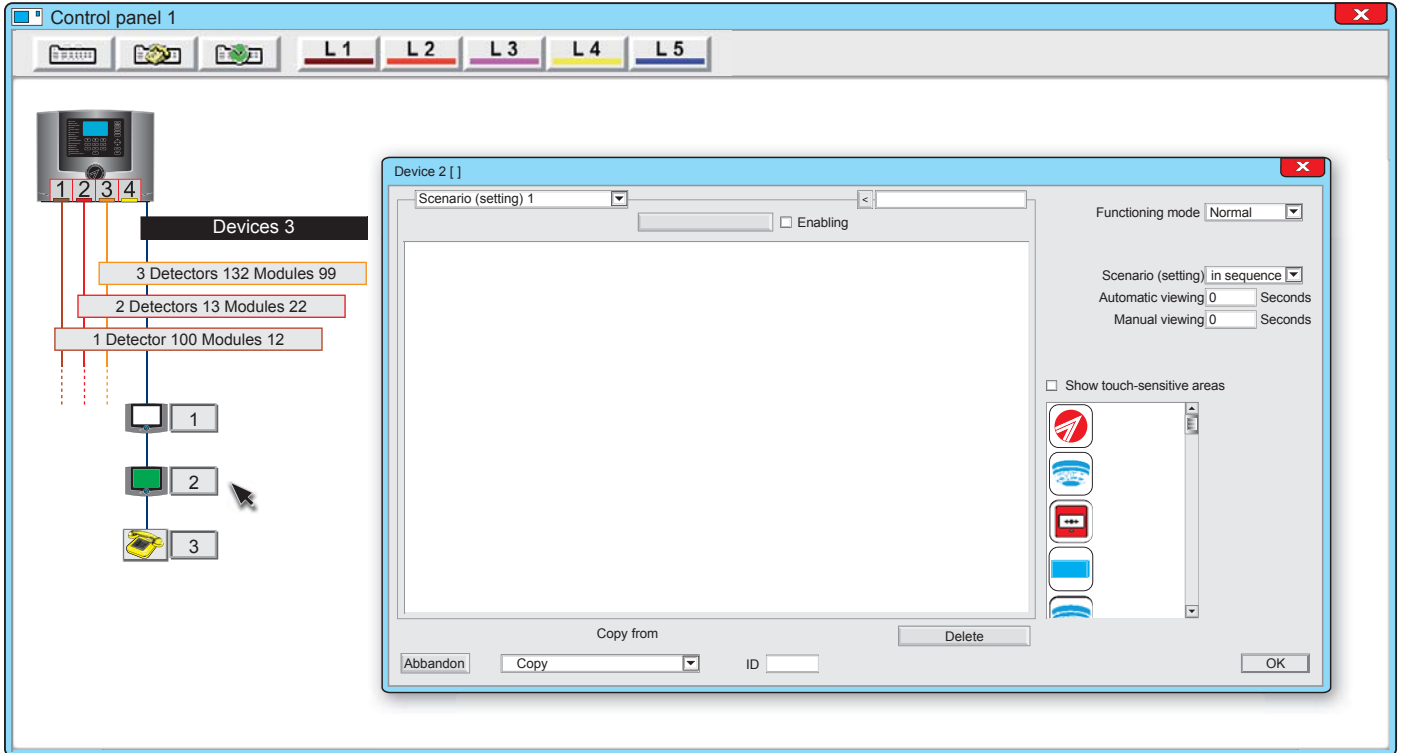 Control panel 1
L 1 L 2 L 3 L 4 L 5
1 2 3 4
Devices 3
3 Detectors 132 Modules 99
2 Detectors 13 Modules 22
1 Detector 100 Modules 12
1
2
3
Device 2 [ ]
Scenario (setting) 1
<
Enabling
Functioning mode Normal
Scenario (setting) in sequence
Automatic viewing 0 Seconds
Manual viewing 0 Seconds
Show touch-sensitive areas
Copy from
Delete
Abbandon
Copy
ID
OK